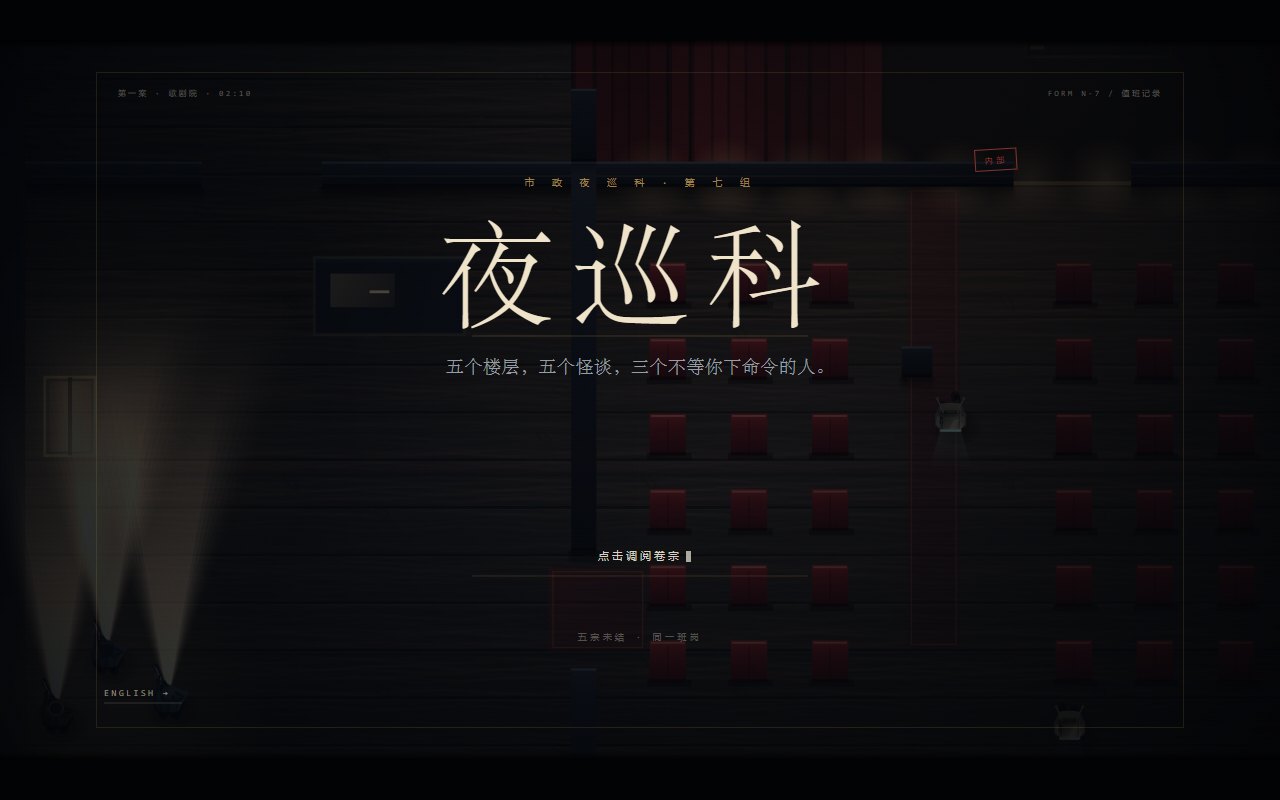 第一案 · 歌剧院 · 02:10
FORM N-7 / 值班记录
内部
市政夜巡科 · 第七组
夜巡科
五个楼层，五个怪谈，三个不等你下命令的人。
点击调阅卷宗
五宗未结 · 同一班岗
ENGLISH →